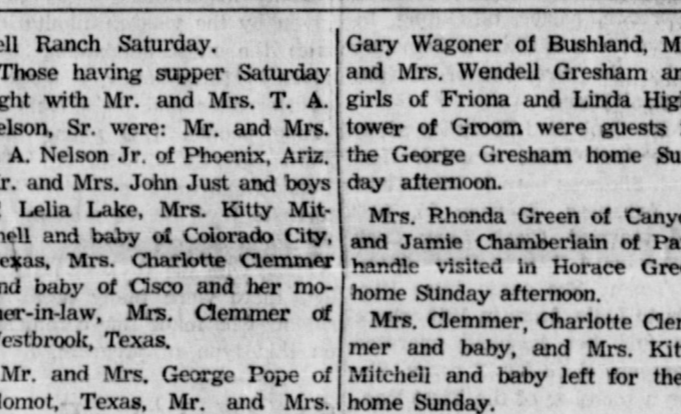 ell Ranch Saturday.
Those having supper Saturday
ght with Mr. and Mrs. T. A.
elson, Sr. were: Mr. and Mrs.
A. Nelson Jr. of Phoenix, Ariz.
r. and Mrs. John Just and boys
Lelia Lake, Mrs. Kitty Mit-
hell and baby of Colorado City,
exas, Mrs. Charlotte Clemmer
nd baby of Cisco and her mo-
her-in-law, Mrs. Clemmer of
Westbrook, Texas.
Mr. and Mrs. George Pope of
lomot, Texas, Mr. and Mrs.
Gary Wagoner of Bushland, M
and Mrs. Wendell Gresham an
girls of Friona and Linda High
tower of Groom were guests
the George Gresham home Su
day afternoon.
Mrs. Rhonda Green of Canyo
and Jamie Chamberlain of Pa
handle visited in Horace Gree
home Sunday afternoon.
Mrs. Clemmer, Charlotte Clem
mer and baby, and Mrs. Kit
Mitchell and baby left for the
home Sunday.